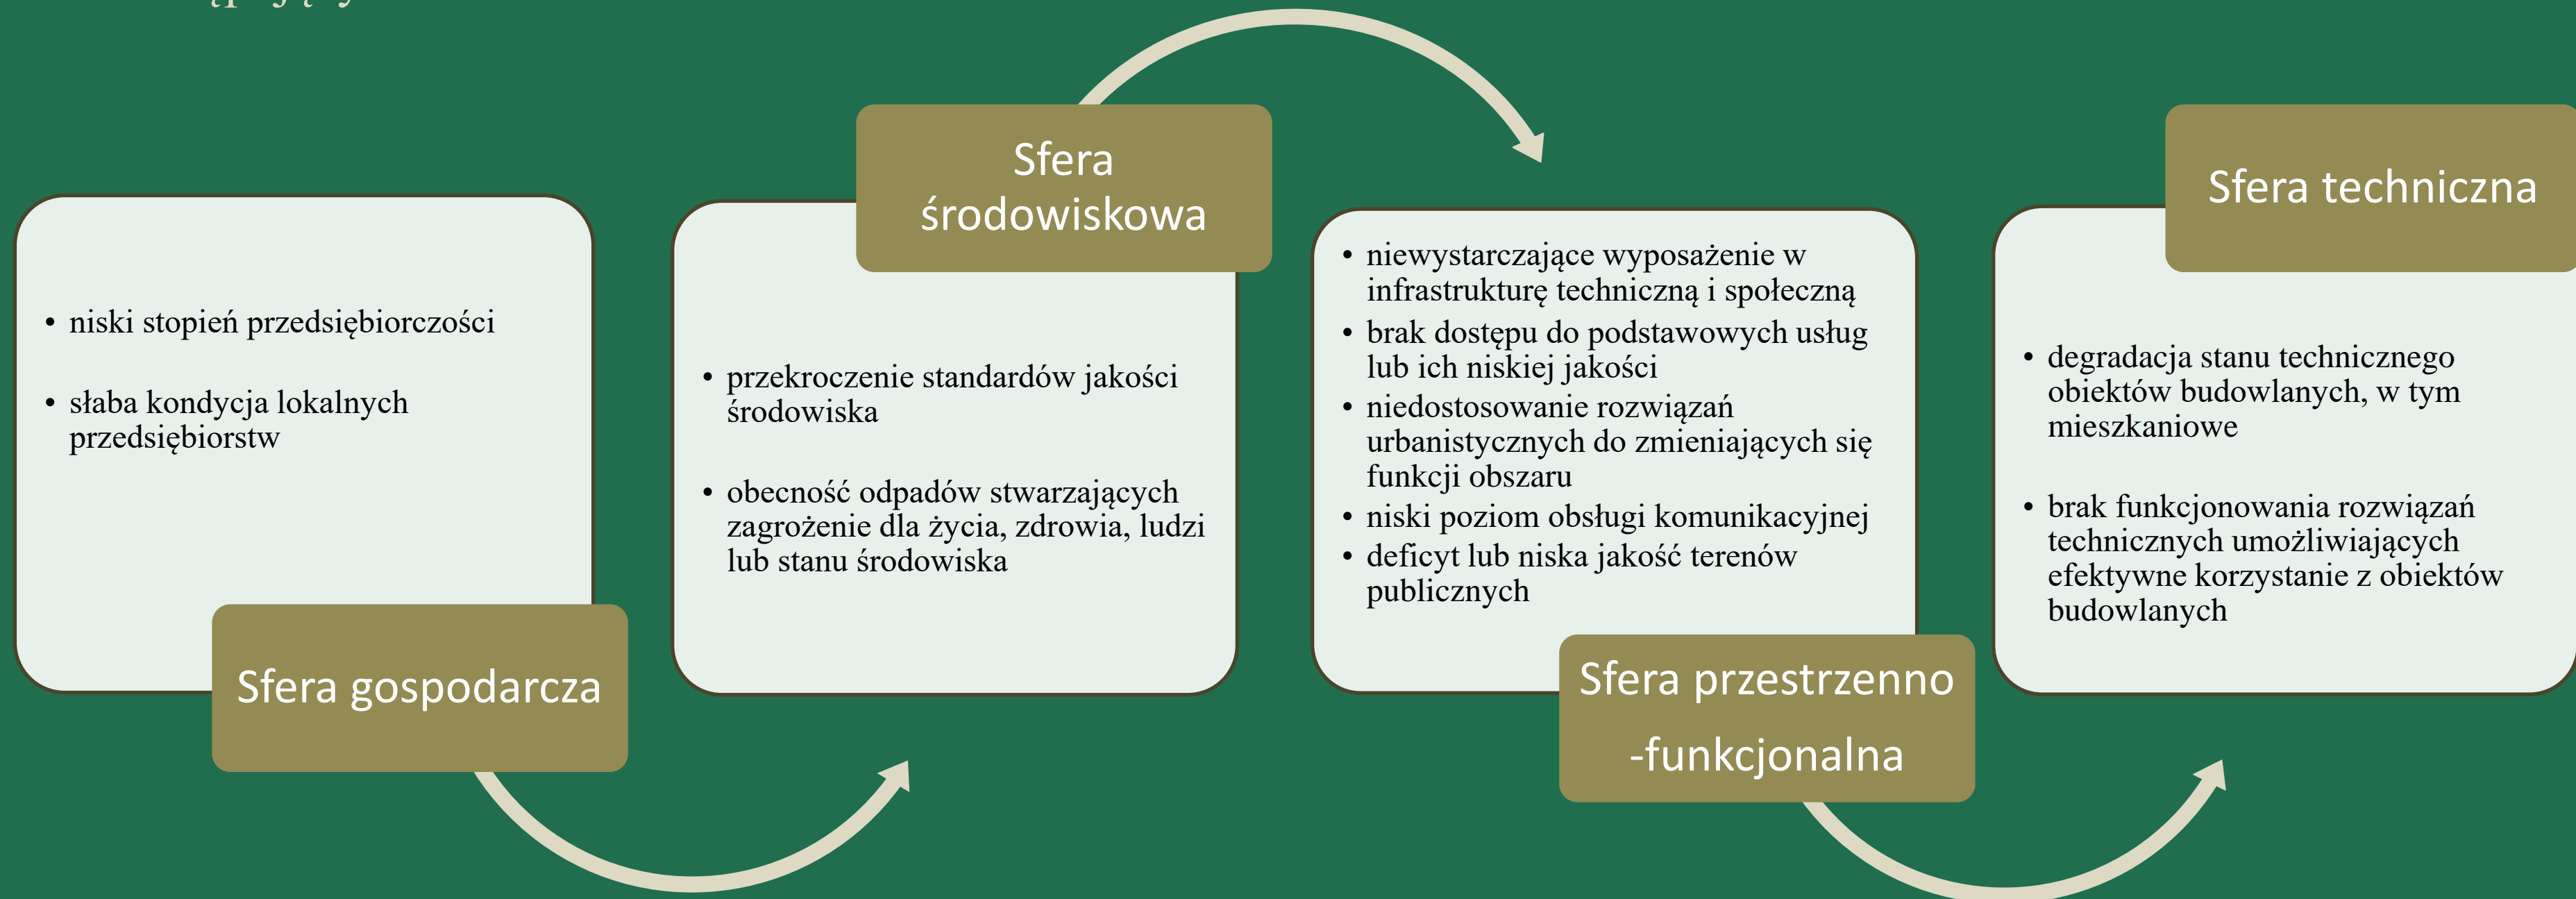 • niski stopień przedsiębiorczości
• słaba kondycja lokalnych
przedsiębiorstw
Sfera gospodarcza
Sfera
środowiskowa
• przekroczenie standardów jakości
środowiska
• obecność odpadów stwarzających
zagrożenie dla życia, zdrowia, ludzi
lub stanu środowiska
• niewystarczające wyposażenie w
infrastrukturę techniczną i społeczną
• brak dostępu do podstawowych usług
lub ich niskiej jakości
• niedostosowanie rozwiązań
urbanistycznych do zmieniających się
funkcji obszaru
• niski poziom obsługi komunikacyjnej
• deficyt lub niska jakość terenów
publicznych
Sfera przestrzenno
-funkcjonalna
Sfera techniczna
• degradacja stanu technicznego
obiektów budowlanych, w tym
mieszkaniowe
• brak funkcjonowania rozwiązań
technicznych umożliwiających
efektywne korzystanie z obiektów
budowlanych